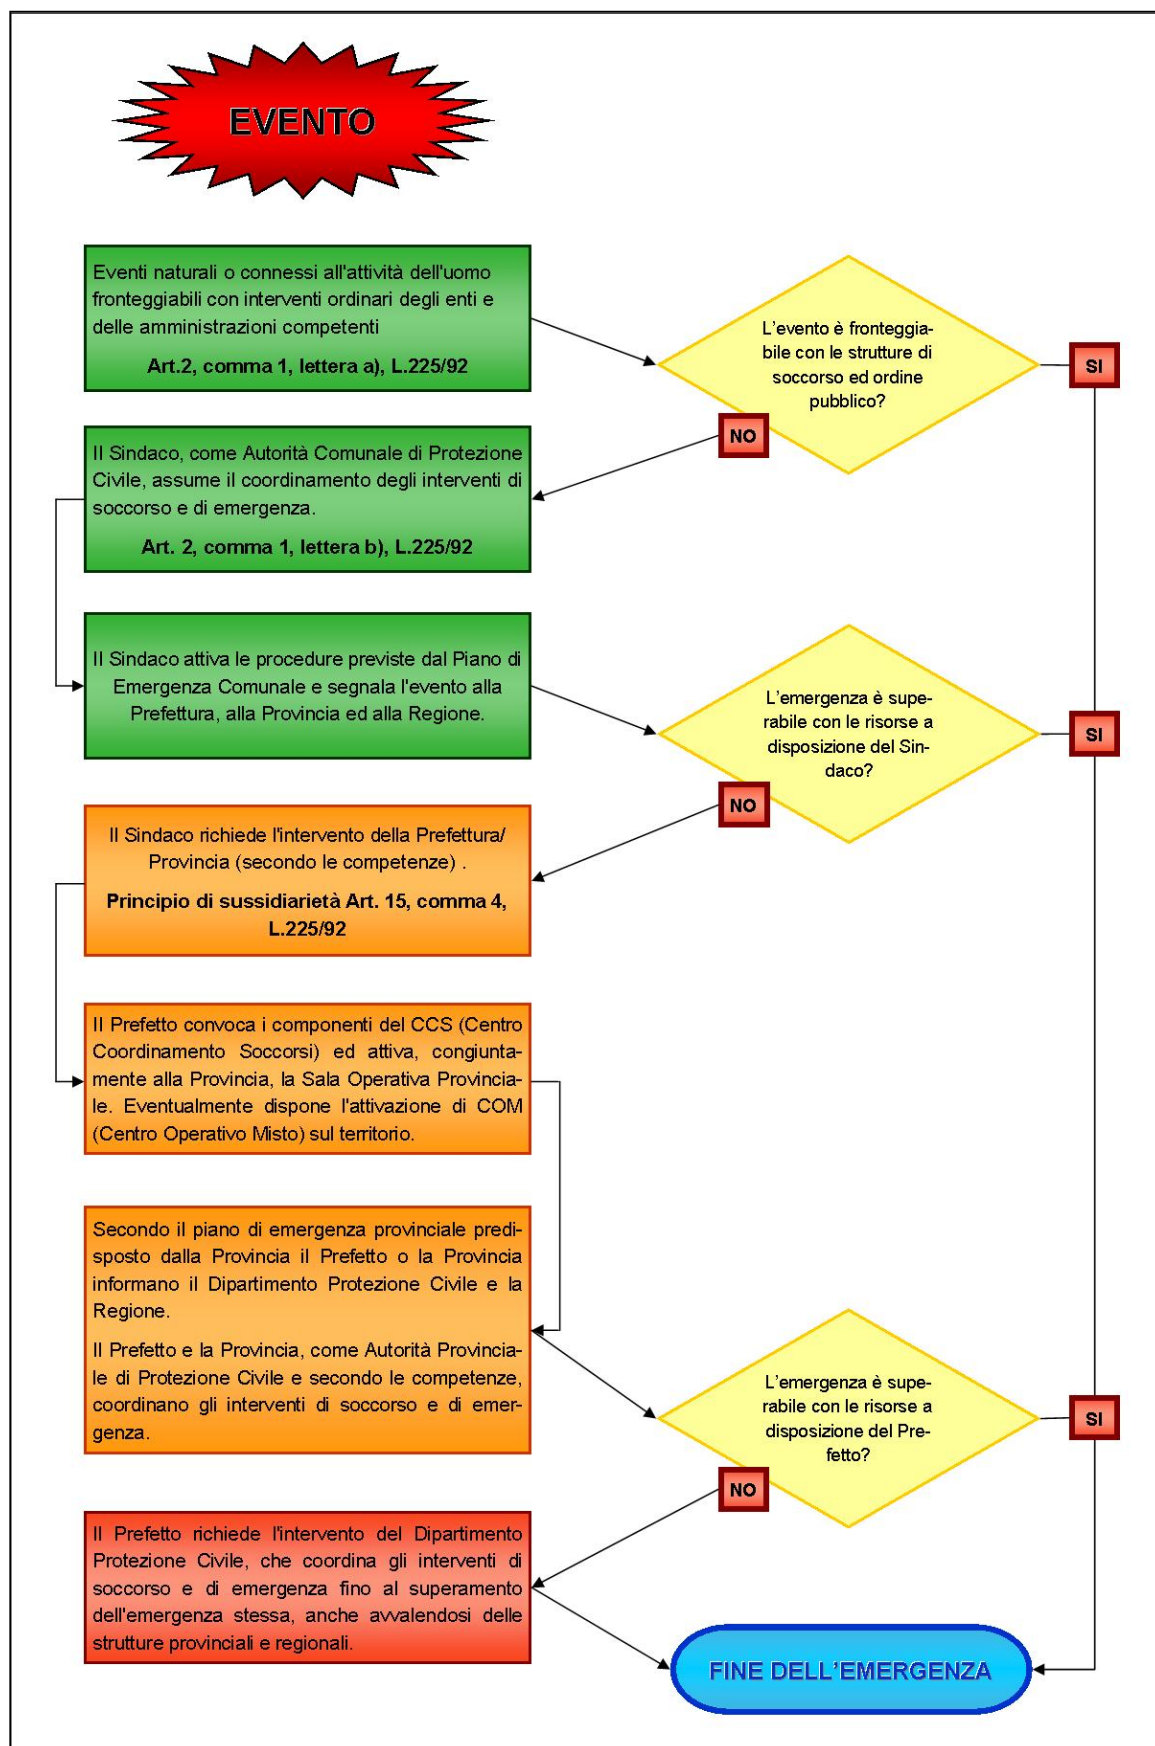 EVENTO
Eventi naturali o connessi all'attività dell'uomo
fronteggiabili con interventi ordinari degli enti e
delle amministrazioni competenti
Art.2, comma 1, lettera a), L.225/92
L'evento è fronteggia-
bile con le strutture di
soccorso ed ordine
pubblico?
SI
NO
Il Sindaco, come Autorità Comunale di Protezione
Civile, assume il coordinamento degli interventi di
soccorso e di emergenza.
Art. 2, comma 1, lettera b), L.225/92
Il Sindaco attiva le procedure previste dal Piano di
Emergenza Comunale e segnala l'evento alla
Prefettura, alla Provincia ed alla Regione.
L'emergenza è supe-
rabile con le risorse a
disposizione del Sin-
daco?
SI
NO
Il Sindaco richiede l'intervento della Prefettura/
Provincia (secondo le competenze) .
Principio di sussidiarietà Art. 15, comma 4,
L.225/92
Il Prefetto convoca i componenti del CCS (Centro
Coordinamento Soccorsi) ed attiva, congiunta-
mente alla Provincia, la Sala Operativa Provincia-
le. Eventualmente dispone l'attivazione di COM
(Centro Operativo Misto) sul territorio.
Secondo il piano di emergenza provinciale predi-
sposto dalla Provincia il Prefetto o la Provincia
informano il Dipartimento Protezione Civile e la
Regione.
Il Prefetto e la Provincia, come Autorità Provincia-
le di Protezione Civile e secondo le competenze,
coordinano gli interventi di soccorso e di emer-
genza.
L'emergenza è supe-
rabile con le risorse a
disposizione del Pre-
fetto?
SI
NO
Il Prefetto richiede l'intervento del Dipartimento
Protezione Civile, che coordina gli interventi di
soccorso e di emergenza fino al superamento
dell'emergenza stessa, anche avvalendosi delle
strutture provinciali e regionali.
FINE DELL'EMERGENZA